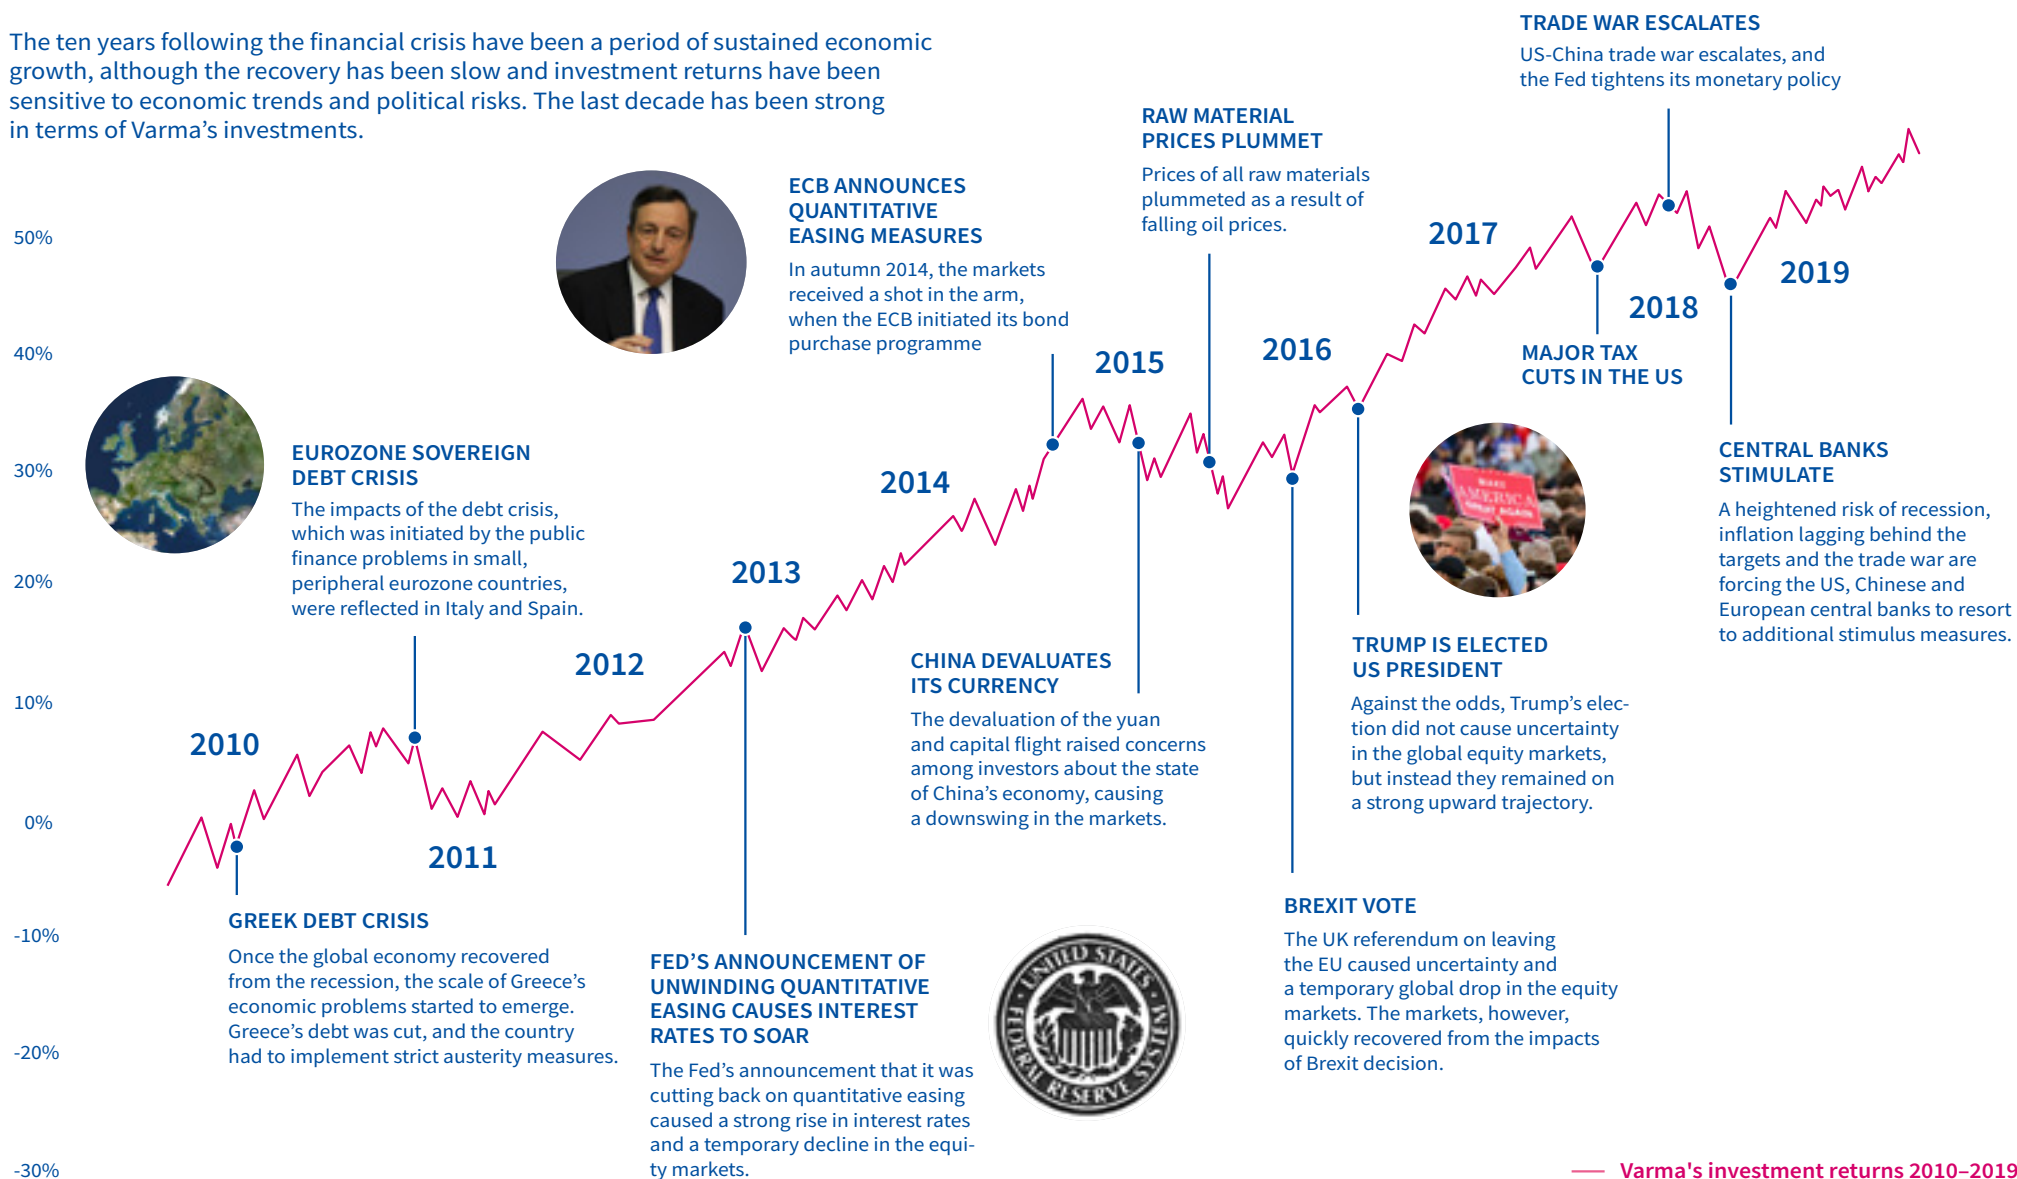 The ten years following the financial crisis have been a period of sustained economic
growth, although the recovery has been slow and investment returns have been
sensitive to economic trends and political risks. The last decade has been strong
in terms of Varma’s investments.
TRADE WAR ESCALATES
US-China trade war escalates, and
the Fed tightens its monetary policy
RAW MATERIAL
PRICES PLUMMET
Prices of all raw materials
plummeted as a result of
falling oil prices.
ECB ANNOUNCES
QUANTITATIVE
EASING MEASURES
In autumn 2014, the markets
received a shot in the arm,
when the ECB initiated its bond
purchase programme
50%
40%
30%
20%
10%
0%
-10%
-20%
-30%
EUROZONE SOVEREIGN
DEBT CRISIS
The impacts of the debt crisis,
which was initiated by the public
finance problems in small,
peripheral eurozone countries,
were reflected in Italy and Spain.
2010
2011
2012
2013
2014
2015
2016
2017
2018
2019
MAJOR TAX
CUTS IN THE US
CENTRAL BANKS
STIMULATE
A heightened risk of recession,
inflation lagging behind the
targets and the trade war are
forcing the US, Chinese and
European central banks to resort
to additional stimulus measures.
MAKE
AMERICA
GREAT AGAIN
CHINA DEVALUATES
ITS CURRENCY
The devaluation of the yuan
and capital flight raised concerns
among investors about the state
of China’s economy, causing
a downswing in the markets.
TRUMP IS ELECTED
US PRESIDENT
Against the odds, Trump’s elec-
tion did not cause uncertainty
in the global equity markets,
but instead they remained on
a strong upward trajectory.
GREEK DEBT CRISIS
Once the global economy recovered
from the recession, the scale of Greece’s
economic problems started to emerge.
Greece’s debt was cut, and the country
had to implement strict austerity measures.
FED’S ANNOUNCEMENT OF
UNWINDING QUANTITATIVE
EASING CAUSES INTEREST
RATES TO SOAR
The Fed’s announcement that it was
cutting back on quantitative easing
caused a strong rise in interest rates
and a temporary decline in the equi-
ty markets.
UNITED STATES
FEDERAL RESERVE SYSTEM
BREXIT VOTE
The UK referendum on leaving
the EU caused uncertainty and
a temporary global drop in the equity
markets. The markets, however,
quickly recovered from the impacts
of Brexit decision.
Varma's investment returns 2010–2019